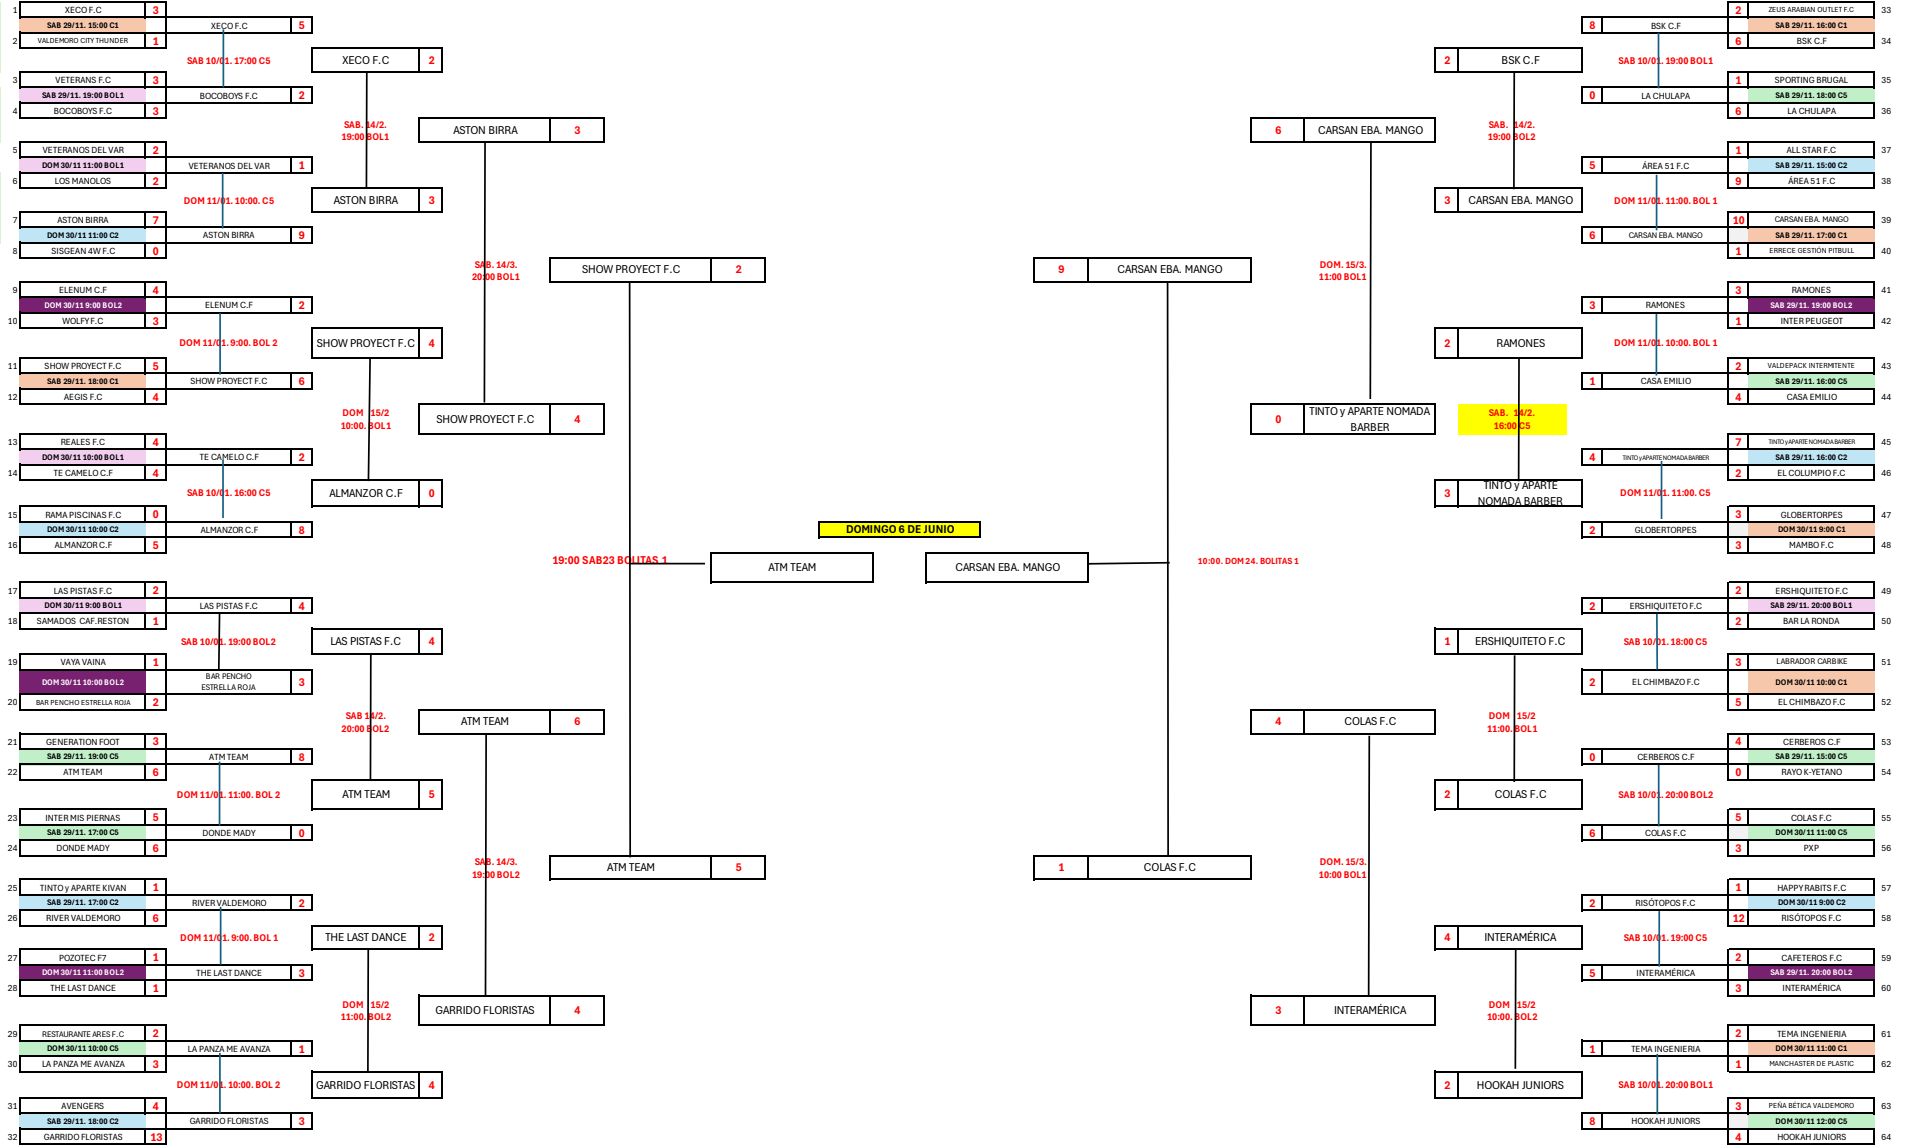 1 XECO F.C 3
SAB 29/11. 15:00 C1
2 VALDEMORO CITY THUNDER 1
XECO F.C 5
SAB 10/01. 17:00 C5
3 VETERANS F.C 3
SAB 29/11. 19:00 BOL1
4 BOCOBOYS F.C 3
BOCOBOYS F.C 2
5 VETERANOS DEL VAR 2
DOM 30/11 11:00 BOL1
6 LOS MANOLOS 2
VETERANOS DEL VAR 1
DOM 11/01. 10:00. C5
7 ASTON BIRRA 7
DOM 30/11 11:00 C2
8 SISGEAN 4W F.C 0
ASTON BIRRA 9
9 ELENUM C.F 4
DOM 30/11 9:00 BOL2
10 WOLFY F.C 3
ELENUM C.F 2
DOM 11/01. 9:00. BOL 2
11 SHOW PROYECT F.C 5
SAB 29/11. 18:00 C1
12 AEGIS F.C 4
SHOW PROYECT F.C 6
13 REALES F.C 4
DOM 30/11 10:00 BOL1
14 TE CAMELO C.F 4
TE CAMELO C.F 2
SAB 10/01. 16:00 C5
15 RAMA PISCINAS F.C 0
DOM 30/11 10:00 C2
16 ALMANZOR C.F 5
ALMANZOR C.F 8
17 LAS PISTAS F.C 2
DOM 30/11 9:00 BOL1
18 SAMADOS CAF.RESTON 1
LAS PISTAS F.C 4
SAB 10/01. 19:00 BOL2
19 VAYA VAINA 1
DOM 30/11 10:00 BOL2
20 BAR PENCHO ESTRELLA ROJA 2
BAR PENCHO
ESTRELLA ROJA 3
21 GENERATION FOOT 3
SAB 29/11. 19:00 C5
22 ATM TEAM 6
ATM TEAM 8
DOM 11/01. 11:00. BOL 2
23 INTER MIS PIERNAS 5
SAB 29/11. 17:00 C5
24 DONDE MADY 6
DONDE MADY 0
25 TINTO y APARTE KIVAN 1
SAB 29/11. 17:00 C2
26 RIVER VALDEMORO 6
RIVER VALDEMORO 2
DOM 11/01. 9:00. BOL 1
27 POZOTEC F7 1
DOM 30/11 11:00 BOL2
28 THE LAST DANCE 1
THE LAST DANCE 3
29 RESTAURANTE ARES F.C 2
DOM 30/11 10:00 C5
30 LA PANZA ME AVANZA 3
LA PANZA ME AVANZA 1
DOM 11/01. 10:00. BOL 2
31 AVENGERS 4
SAB 29/11. 18:00 C2
32 GARRIDO FLORISTAS 13
GARRIDO FLORISTAS 3
XECO F.C 2
SAB. 14/2.
19:00 BOL1
ASTON BIRRA 3
SHOW PROYECT F.C 4
DOM 15/2
10:00. BOL1
ALMANZOR C.F 0
LAS PISTAS F.C 4
SAB 14/2.
20:00 BOL2
ATM TEAM 5
THE LAST DANCE 2
DOM 15/2
11:00. BOL2
GARRIDO FLORISTAS 4
ASTON BIRRA 3
SAB. 14/3.
20:00 BOL1
SHOW PROYECT F.C 4
ATM TEAM 6
SAB. 14/3.
19:00 BOL2
GARRIDO FLORISTAS 4
SHOW PROYECT F.C 2
19:00 SAB23 BOLITAS 1
ATM TEAM 5
DOMINGO 6 DE JUNIO
ATM TEAM
CARSAN EBA. MANGO
9 CARSAN EBA. MANGO
10:00. DOM 24. BOLITAS 1
1 COLAS F.C
6 CARSAN EBA. MANGO
DOM. 15/3.
11:00 BOL1
0 TINTO y APARTE NOMADA
BARBER
4 COLAS F.C
DOM. 15/3.
10:00 BOL1
3 INTERAMÉRICA
2 BSK C.F
SAB. 14/2.
19:00 BOL2
3 CARSAN EBA. MANGO
2 RAMONES
SAB. 14/2.
16:00 C5
3 TINTO y APARTE
NOMADA BARBER
1 ERSHIQUITETO F.C
DOM 15/2
11:00. BOL1
2 COLAS F.C
4 INTERAMÉRICA
DOM 15/2
10:00. BOL2
2 HOOKAH JUNIORS
2 ZEUS ARABIAN OUTLET F.C 33
SAB 29/11. 16:00 C1
6 BSK C.F 34
8 BSK C.F
SAB 10/01. 19:00 BOL1
1 SPORTING BRUGAL 35
SAB 29/11. 18:00 C5
6 LA CHULAPA 36
0 LA CHULAPA
1 ALL STAR F.C 37
SAB 29/11. 15:00 C2
9 ÁREA 51 F.C 38
5 ÁREA 51 F.C
DOM 11/01. 11:00. BOL 1
10 CARSAN EBA. MANGO 39
SAB 29/11. 17:00 C1
1 ERRECE GESTIÓN PITBULL 40
6 CARSAN EBA. MANGO
3 RAMONES 41
SAB 29/11. 19:00 BOL2
1 INTER PEUGEOT 42
3 RAMONES
DOM 11/01. 10:00. BOL 1
2 VALDEPACK INTERMITENTE 43
SAB 29/11. 16:00 C5
4 CASA EMILIO 44
1 CASA EMILIO
7 TINTO y APARTE NOMADA BARBER 45
SAB 29/11. 16:00 C2
2 EL COLUMPIO F.C 46
4 TINTO y APARTE NOMADA BARBER
DOM 11/01. 11:00. C5
3 GLOBERTORPES 47
DOM 30/11 9:00 C1
3 MAMBO F.C 48
2 GLOBERTORPES
2 ERSHIQUITETO F.C 49
SAB 29/11. 20:00 BOL1
2 BAR LA RONDA 50
2 ERSHIQUITETO F.C
SAB 10/01. 18:00 C5
3 LABRADOR CARBIKE 51
DOM 30/11 10:00 C1
5 EL CHIMBAZO F.C 52
2 EL CHIMBAZO F.C
4 CERBEROS C.F 53
SAB 29/11. 15:00 C5
0 RAYO K-YETANO 54
0 CERBEROS C.F
SAB 10/01. 20:00 BOL2
5 COLAS F.C 55
DOM 30/11 11:00 C5
3 PXP 56
6 COLAS F.C
1 HAPPY RABITS F.C 57
DOM 30/11 9:00 C2
12 RISÓTOPOS F.C 58
2 RISÓTOPOS F.C
SAB 10/01. 19:00 C5
2 CAFETEROS F.C 59
SAB 29/11. 20:00 BOL2
3 INTERAMÉRICA 60
5 INTERAMÉRICA
2 TEMA INGENIERIA 61
DOM 30/11 11:00 C1
1 MANCHASTER DE PLASTIC 62
1 TEMA INGENIERIA
SAB 10/01. 20:00 BOL1
3 PEÑA BÉTICA VALDEMORO 63
DOM 30/11 12:00 C5
4 HOOKAH JUNIORS 64
8 HOOKAH JUNIORS